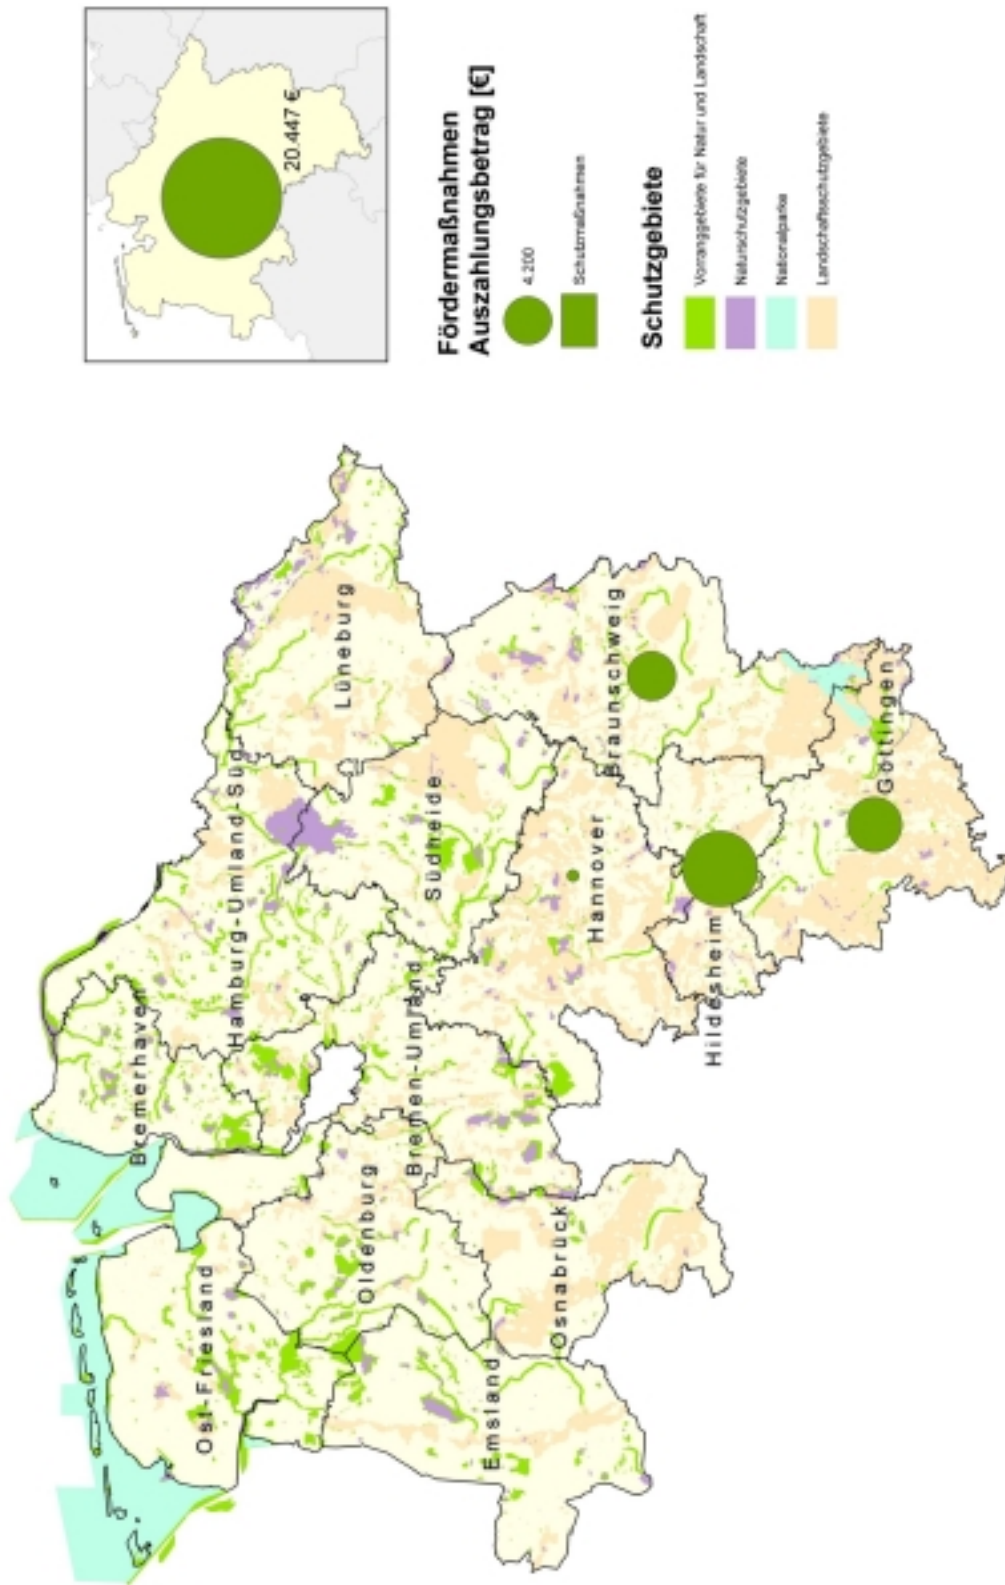 20.447 €
Fördermaßnahmen
Auszahlungsbetrag [€]
4.200
Schutzmaßnahmen
Schutzgebiete
Vorranggebiete für Natur und Landschaft
Naturschutzgebiete
Nationalparke
Landschaftsschutzgebiete
Ost-Friesland
Bremerhaven
Hamburg-Umland-Süd
Lüneburg
Oldenburg
Bremen-Umland
Südheide
Emsland
Osnabrück
Hannover
Braunschweig
Hildesheim
Göttingen